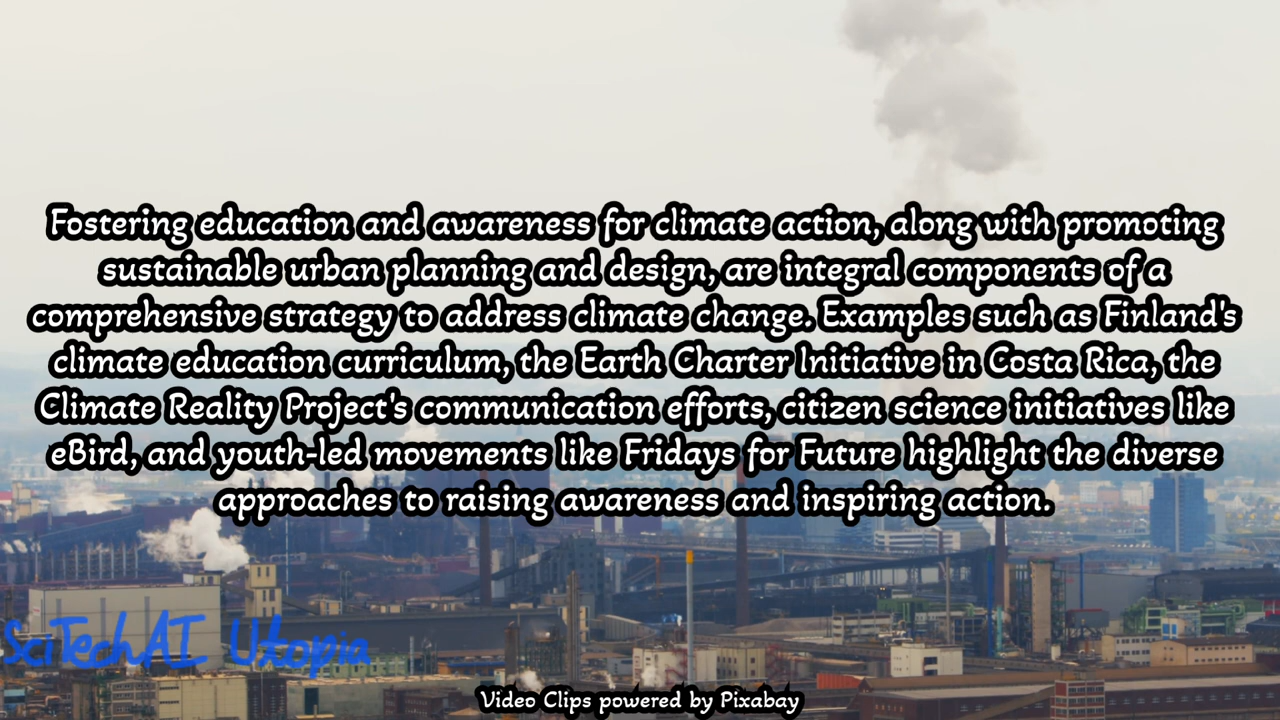 Fostering education and awareness for climate action, along with promoting
sustainable urban planning and design, are integral components of a
comprehensive strategy to address climate change. Examples such as Finland's
climate education curriculum, the Earth Charter Initiative in Costa Rica, the
Climate Reality Project's communication efforts, citizen science initiatives like
eBird, and youth-led movements like Fridays for Future highlight the diverse
approaches to raising awareness and inspiring action.
SciTechAI Utopia
Video Clips powered by Pixabay